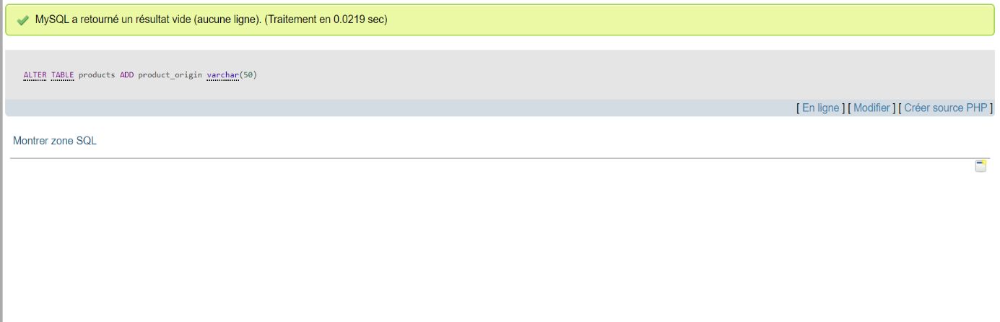 MySQL a retourné un résultat vide (aucune ligne). (Traitement en 0.0219 sec)
ALTER TABLE products ADD product_origin varchar(50)
[ En ligne ] [ Modifier ] [ Créer source PHP ]
Montrer zone SQL